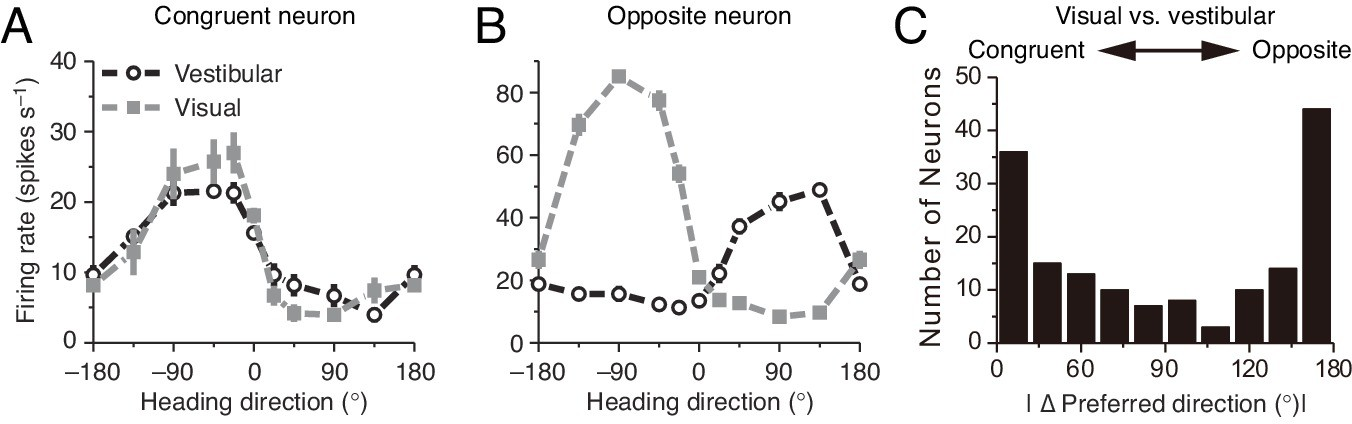 A
Congruent neuron
Firing rate (spikes s⁻¹)
40
30
20
10
0
Vestibular
Visual
–180
–90
0
90
180
Heading direction (°)
B
Opposite neuron
80
60
40
20
0
–180
–90
0
90
180
Heading direction (°)
C
Visual vs. vestibular
Congruent
Opposite
Number of Neurons
50
40
30
20
10
0
0
60
90
120
180
| Δ Preferred direction (°)|